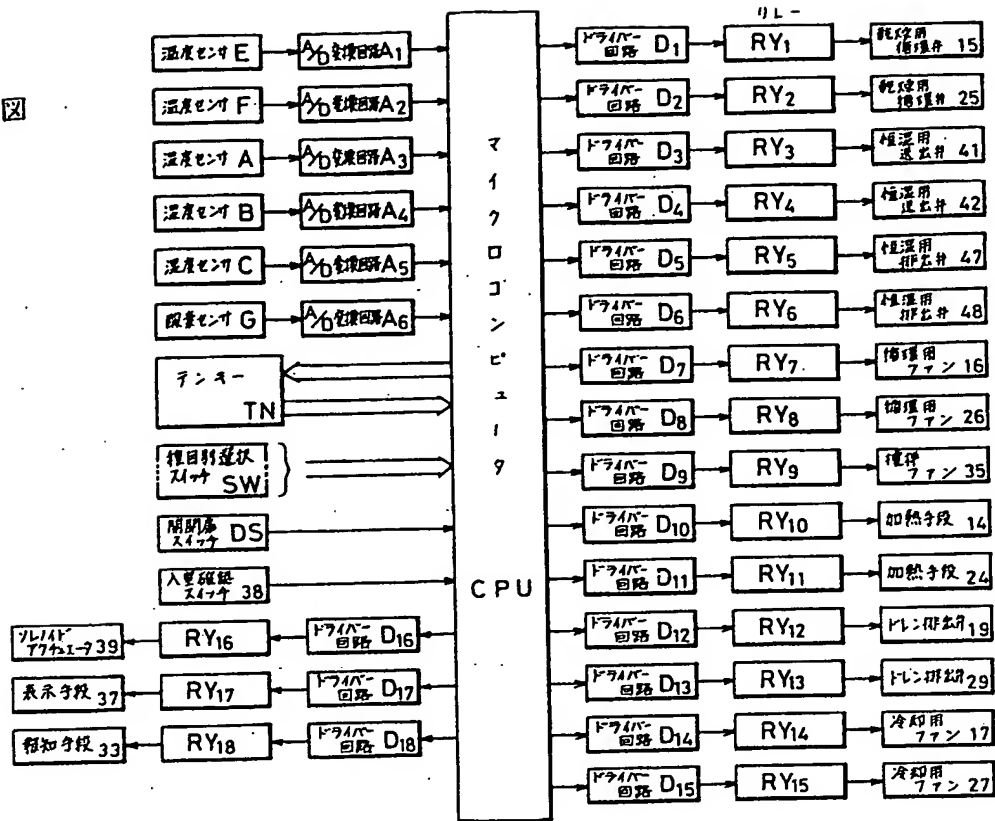 図
温度センサ E
A/D変換回路 A1
温度センサ F
A/D変換回路 A2
湿度センサ A
A/D変換回路 A3
湿度センサ B
A/D変換回路 A4
湿度センサ C
A/D変換回路 A5
センサ G
A/D変換回路 A6
テンキー
TN
種目別選択
スイッチ SW
開閉扉
スイッチ DS
入室確認
スイッチ 38
ソレノイド
アクチュエータ 39
RY16
ドライバー
回路 D16
表示手段 37
RY17
ドライバー
回路 D17
報知手段 33
RY18
ドライバー
回路 D18
マイクロコンピュータ
CPU
リレー
ドライバー
回路 D1
RY1
乾燥用
循環弁 15
ドライバー
回路 D2
RY2
乾燥用
循環弁 25
ドライバー
回路 D3
RY3
恒湿用
送出弁 41
ドライバー
回路 D4
RY4
恒湿用
送出弁 42
ドライバー
回路 D5
RY5
恒湿用
排出弁 47
ドライバー
回路 D6
RY6
恒湿用
排出弁 48
ドライバー
回路 D7
RY7
循環用
ファン 16
ドライバー
回路 D8
RY8
循環用
ファン 26
ドライバー
回路 D9
RY9
撹拌
ファン 35
ドライバー
回路 D10
RY10
加熱手段 14
ドライバー
回路 D11
RY11
加熱手段 24
ドライバー
回路 D12
RY12
ドレン排出弁 19
ドライバー
回路 D13
RY13
ドレン排出弁 29
ドライバー
回路 D14
RY14
冷却用
ファン 17
ドライバー
回路 D15
RY15
冷却用
ファン 27